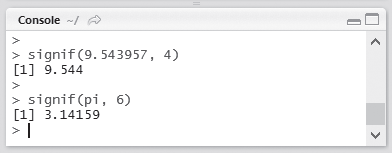 Console ~/
>
> signif(9.543957, 4)
[1] 9.544
>
> signif(pi, 6)
[1] 3.14159
>